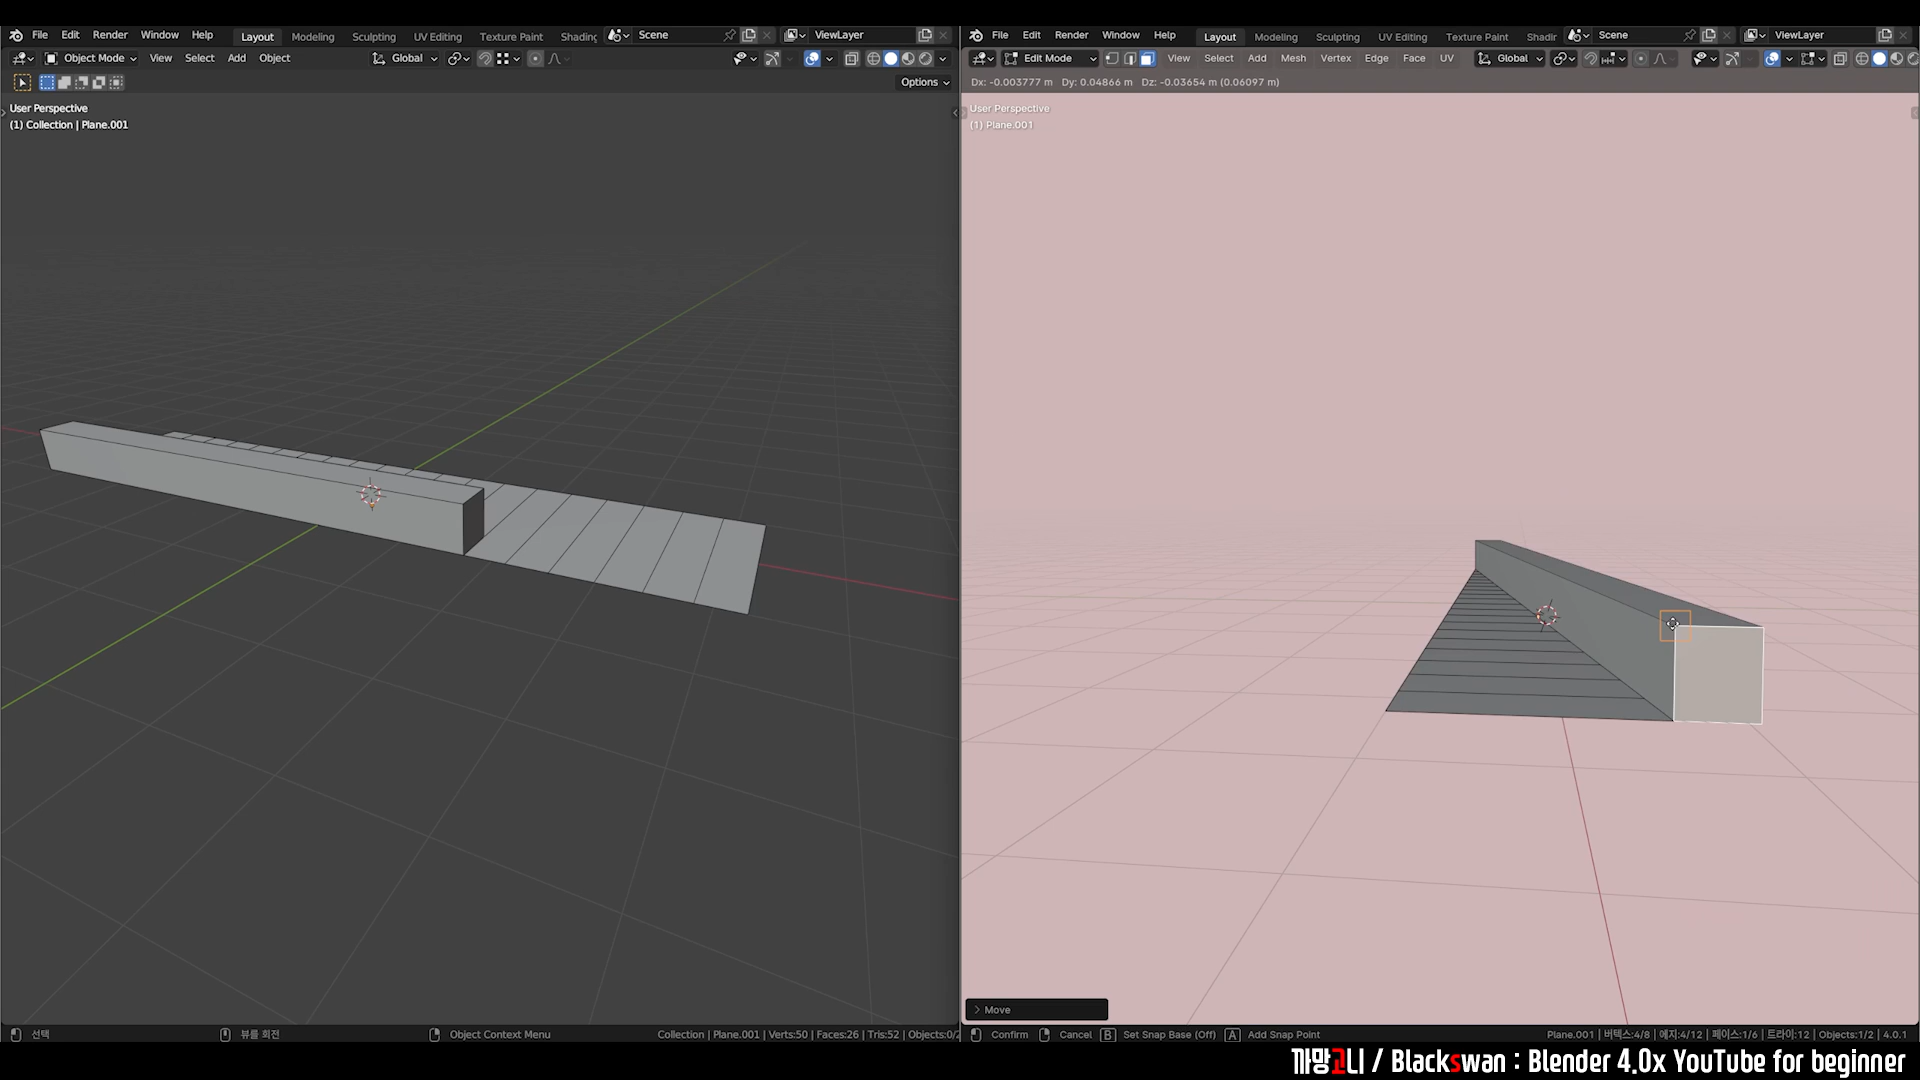 File Edit Render Window Help Layout Modeling Sculpting UV Editing Texture Paint Shading Scene ViewLayer
Object Mode View Select Add Object Global
Options
User Perspective
(1) Collection | Plane.001
선택 뷰를 회전 Object Context Menu Collection | Plane.001 | Verts:50 | Faces:26 | Tris:52 | Objects:0/2
File Edit Render Window Help Layout Modeling Sculpting UV Editing Texture Paint Shadir Scene ViewLayer
Edit Mode View Select Add Mesh Vertex Edge Face UV Global
Dx: -0.003777 m Dy: 0.04866 m Dz: -0.03654 m (0.06097 m)
User Perspective
(1) Plane.001
Move
Confirm Cancel B Set Snap Base (Off) A Add Snap Point Plane.001 | 버텍스:4/8 | 에지:4/12 | 페이스:1/6 | 트라이:12 | Objects:1/2 | 4.0.1
까망고니 / Blackswan : Blender 4.0x YouTube for beginner